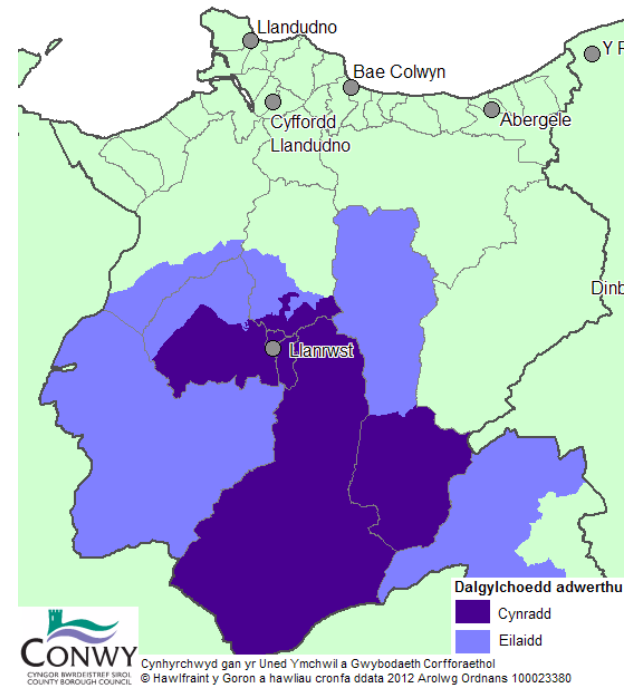 Llandudno
Y R
Bae Colwyn
Cyffordd
Llandudno
Abergele
Dinb
Llanrwst
Dalgylchoedd adwerthu
Cynradd
Eilaidd
CONWY
CYNGOR BWRDEISTREF SIROL
COUNTY BOROUGH COUNCIL
Cynhyrchwyd gan yr Uned Ymchwil a Gwybodaeth Corfforaethol
© Hawlfraint y Goron a hawliau cronfa ddata 2012 Arolwg Ordnans 100023380